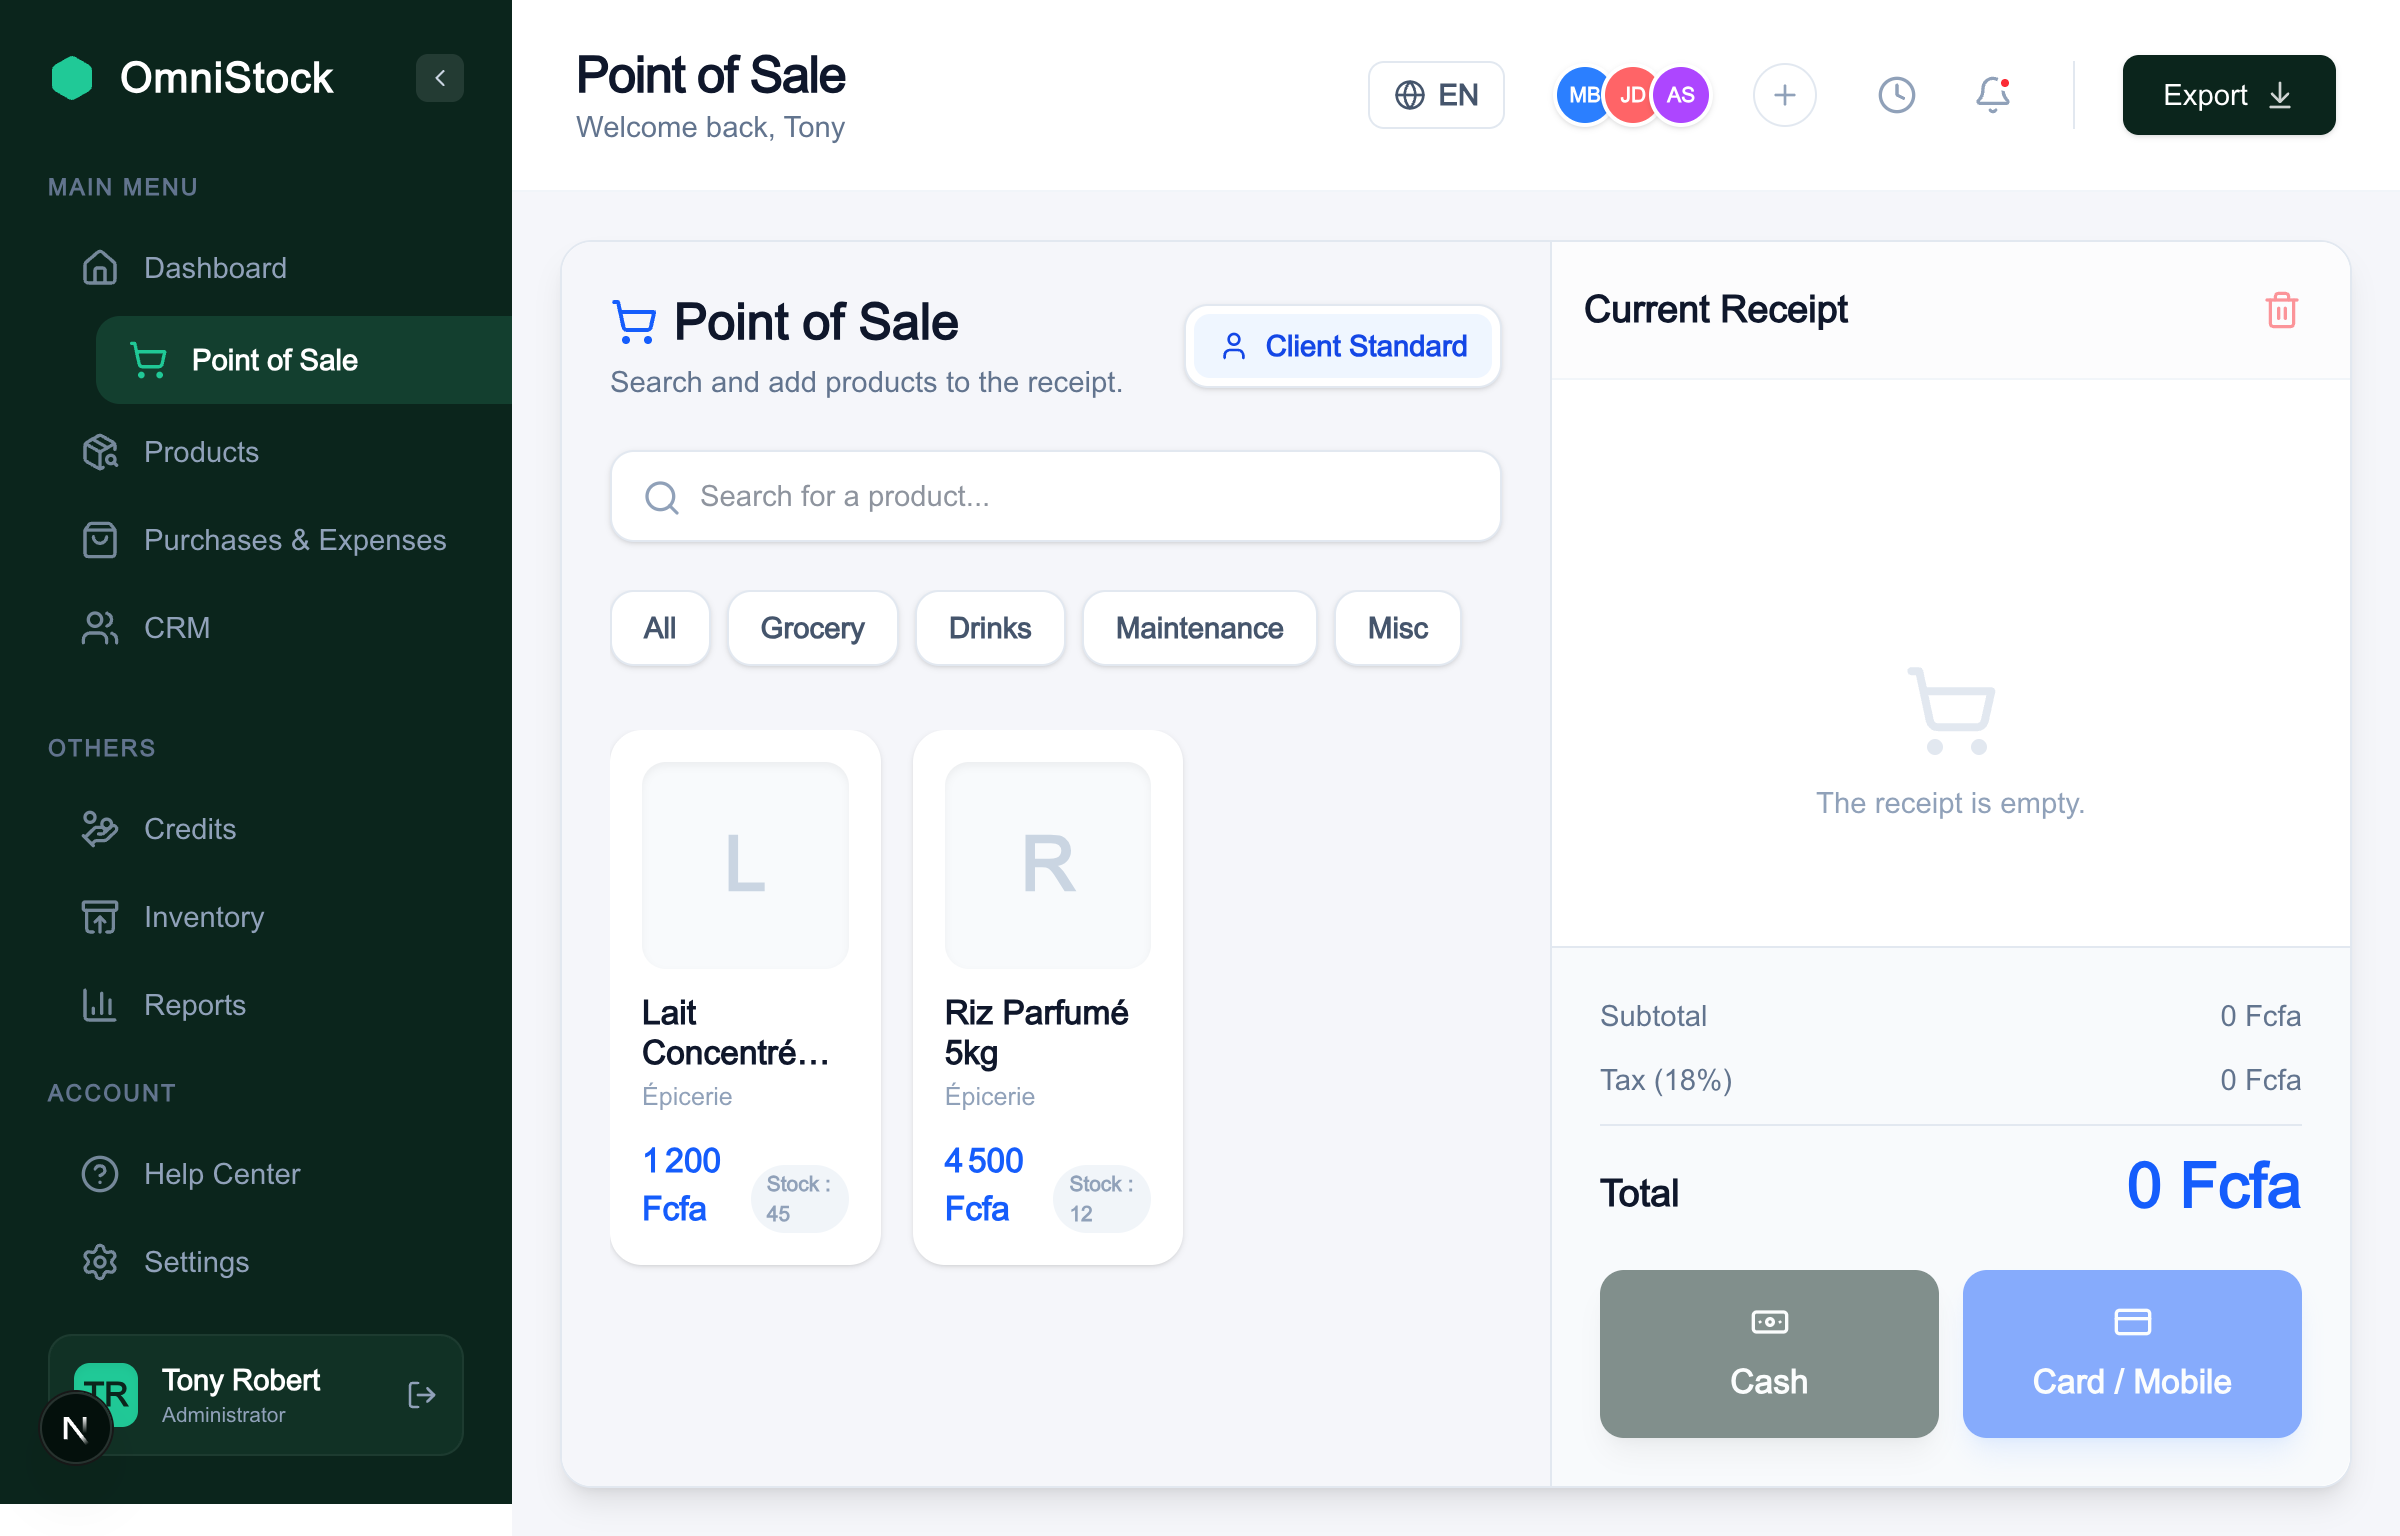 OmniStock
MAIN MENU
Dashboard
Point of Sale
Products
Purchases & Expenses
CRM
OTHERS
Credits
Inventory
Reports
ACCOUNT
Help Center
Settings
TR
Tony Robert
Administrator
N
Point of Sale
Welcome back, Tony
EN
MB
JD
AS
Export
Point of Sale
Search and add products to the receipt.
Client Standard
Search for a product...
All
Grocery
Drinks
Maintenance
Misc
L
Lait
Concentré...
Épicerie
1 200
Fcfa
Stock :
45
R
Riz Parfumé
5kg
Épicerie
4 500
Fcfa
Stock :
12
Current Receipt
The receipt is empty.
Subtotal
0 Fcfa
Tax (18%)
0 Fcfa
Total
0 Fcfa
Cash
Card / Mobile